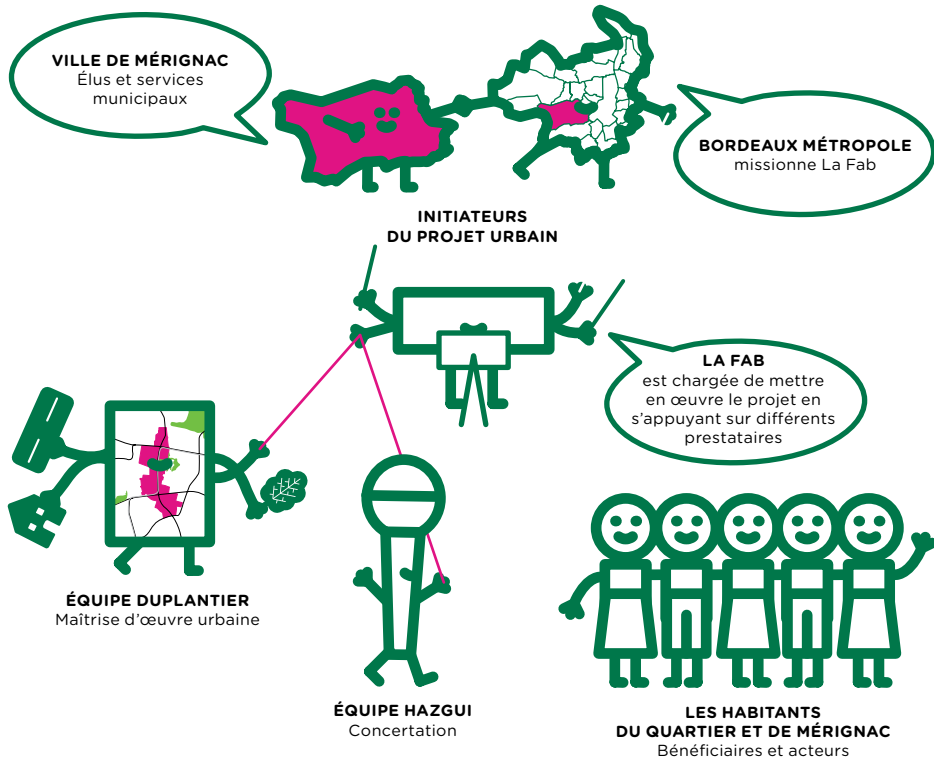 VILLE DE MÉRIGNAC
Élus et services
municipaux
BORDEAUX MÉTROPOLE
missionne La Fab
INITIATEURS
DU PROJET URBAIN
LA FAB
est chargée de mettre
en œuvre le projet en
s'appuyant sur différents
prestataires
ÉQUIPE DUPLANTIER
Maîtrise d'œuvre urbaine
ÉQUIPE HAZGUI
Concertation
LES HABITANTS
DU QUARTIER ET DE MÉRIGNAC
Bénéficiaires et acteurs